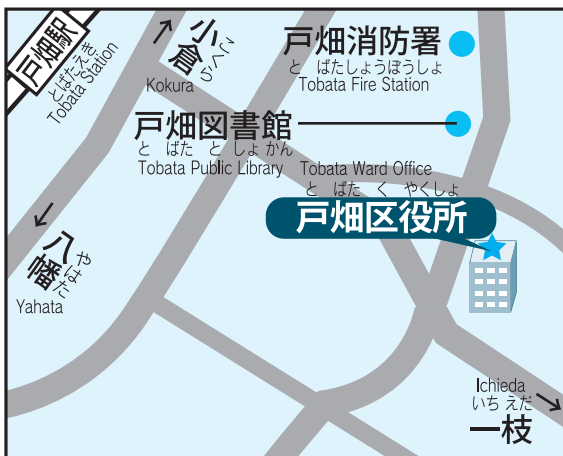 戸畑駅
とばたえき
Tobata Station
小倉
こくら
Kokura
戸畑消防署
と ばたしょうぼうしょ
Tobata Fire Station
戸畑図書館
と ばた と しょ かん
Tobata Public Library
Tobata Ward Office
と ばた く やくしょ
戸畑区役所
八幡
やはた
Yahata
Ichieda
いち えだ
一枝